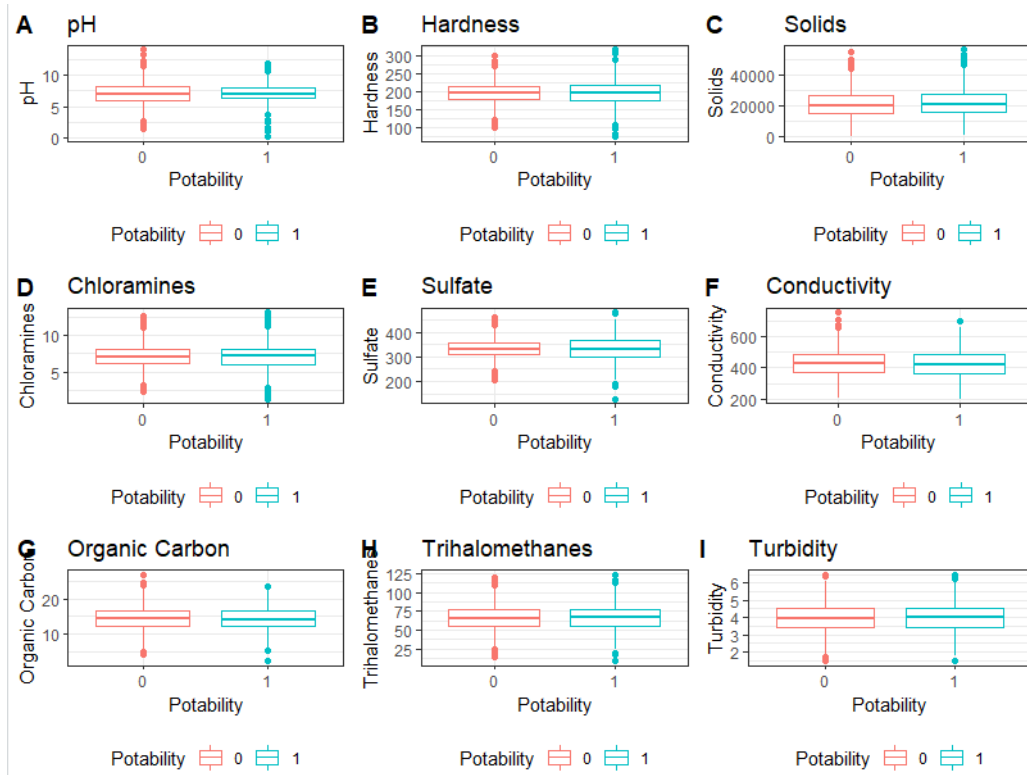 A pH
pH
10
5
0
0 1
Potability
Potability 0 1
B Hardness
Hardness
300
250
200
150
100
0 1
Potability
Potability 0 1
C Solids
Solids
40000
20000
0
0 1
Potability
Potability 0 1
D Chloramines
Chloramines
10
5
0 1
Potability
Potability 0 1
E Sulfate
Sulfate
400
300
200
0 1
Potability
Potability 0 1
F Conductivity
Conductivity
600
400
200
0 1
Potability
Potability 0 1
G Organic Carbon
Organic Carbon
20
10
0 1
Potability
Potability 0 1
H Trihalomethanes
Trihalomethanes
125
100
75
50
25
0 1
Potability
Potability 0 1
I Turbidity
Turbidity
6
5
4
3
2
0 1
Potability
Potability 0 1